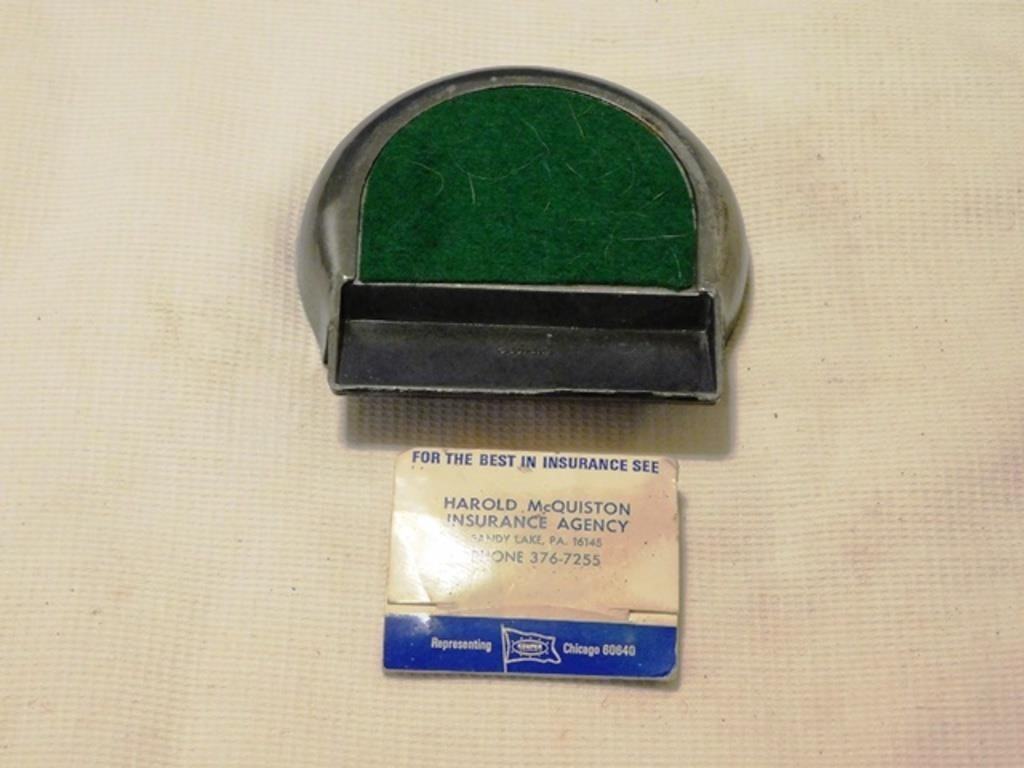 FOR THE BEST IN INSURANCE SEE
HAROLD McQUISTON
INSURANCE AGENCY
SANDY LAKE, PA. 16145
PHONE 376-7255
Representing KEMPER Chicago 60640